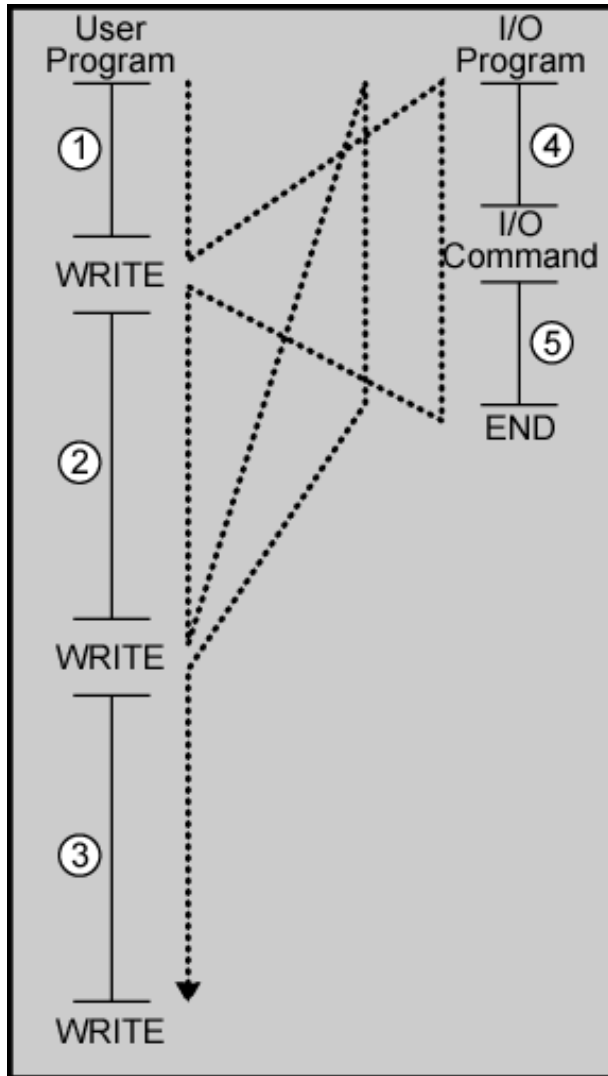 User
Program
1
WRITE
2
WRITE
3
WRITE
I/O
Program
4
I/O
Command
5
END